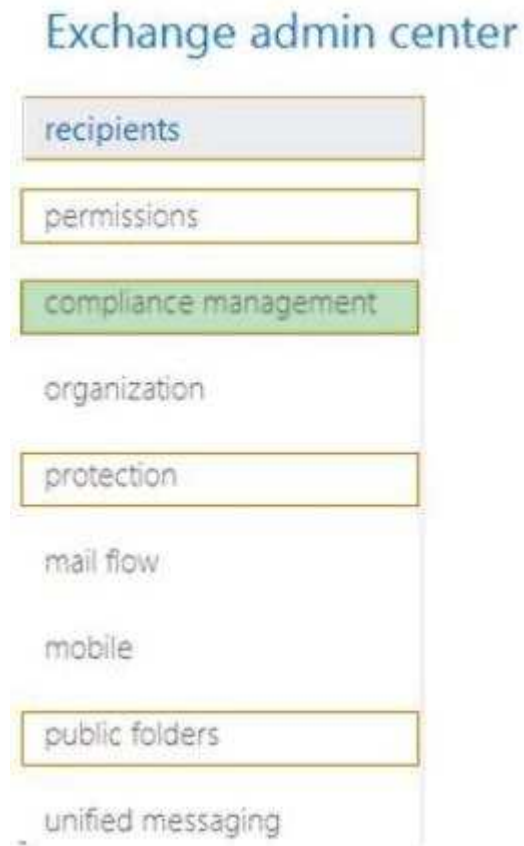 Exchange admin center
recipients
permissions
compliance management
organization
protection
mail flow
mobile
public folders
unified messaging